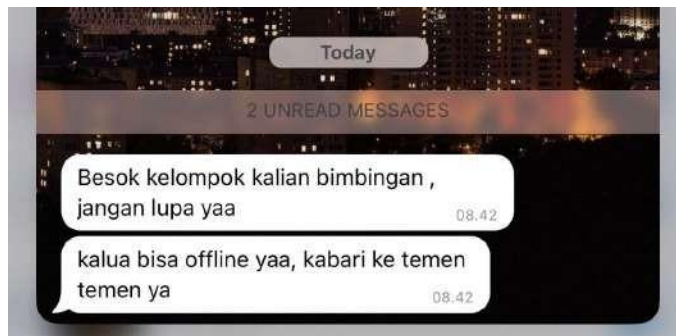 Today
2 UNREAD MESSAGES
Besok kelompok kalian bimbingan ,
jangan lupa yaa
08.42
kalua bisa offline yaa, kabari ke temen
temen ya
08.42